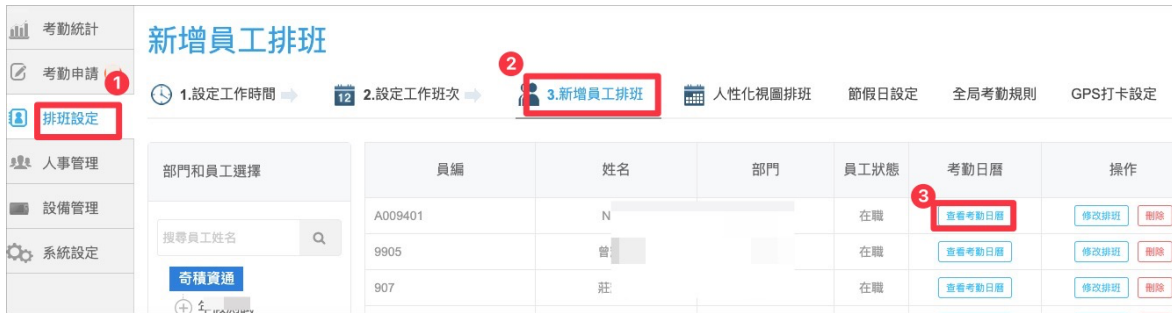 考勤統計
考勤申請
1
排班設定
人事管理
設備管理
系統設定
新增員工排班
2
1.設定工作時間
12 2.設定工作班次
3.新增員工排班
人性化視圖排班
節假日設定
全局考勤規則
GPS打卡設定
部門和員工選擇
搜尋員工姓名
奇積資通
員編 姓名 部門 員工狀態 考勤日曆 操作
3
A009401 N 在職 查看考勤日曆 修改排班 刪除
9905 曾 在職 查看考勤日曆 修改排班 刪除
907 莊 在職 查看考勤日曆 修改排班 刪除